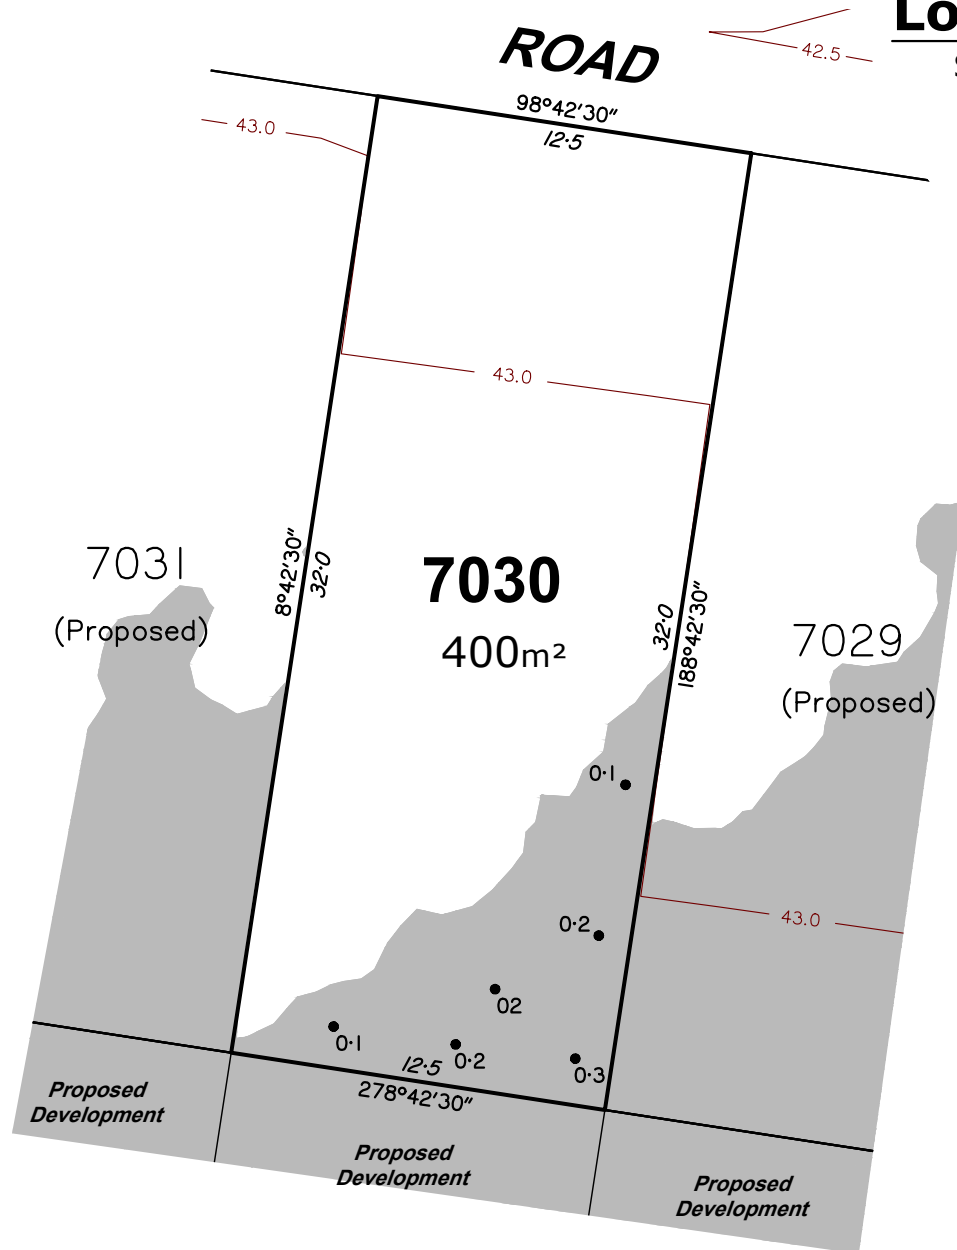 Lo
ROAD
42.5
98°42′30″
12·5
43.0
43.0
8°42′30″
32·0
7031
(Proposed)
7030
400m²
32·0
188°42′30″
7029
(Proposed)
0·1
0·2
43.0
02
0·1
0·2
0·3
12·5
278°42′30″
Proposed
Development
Proposed
Development
Proposed
Development